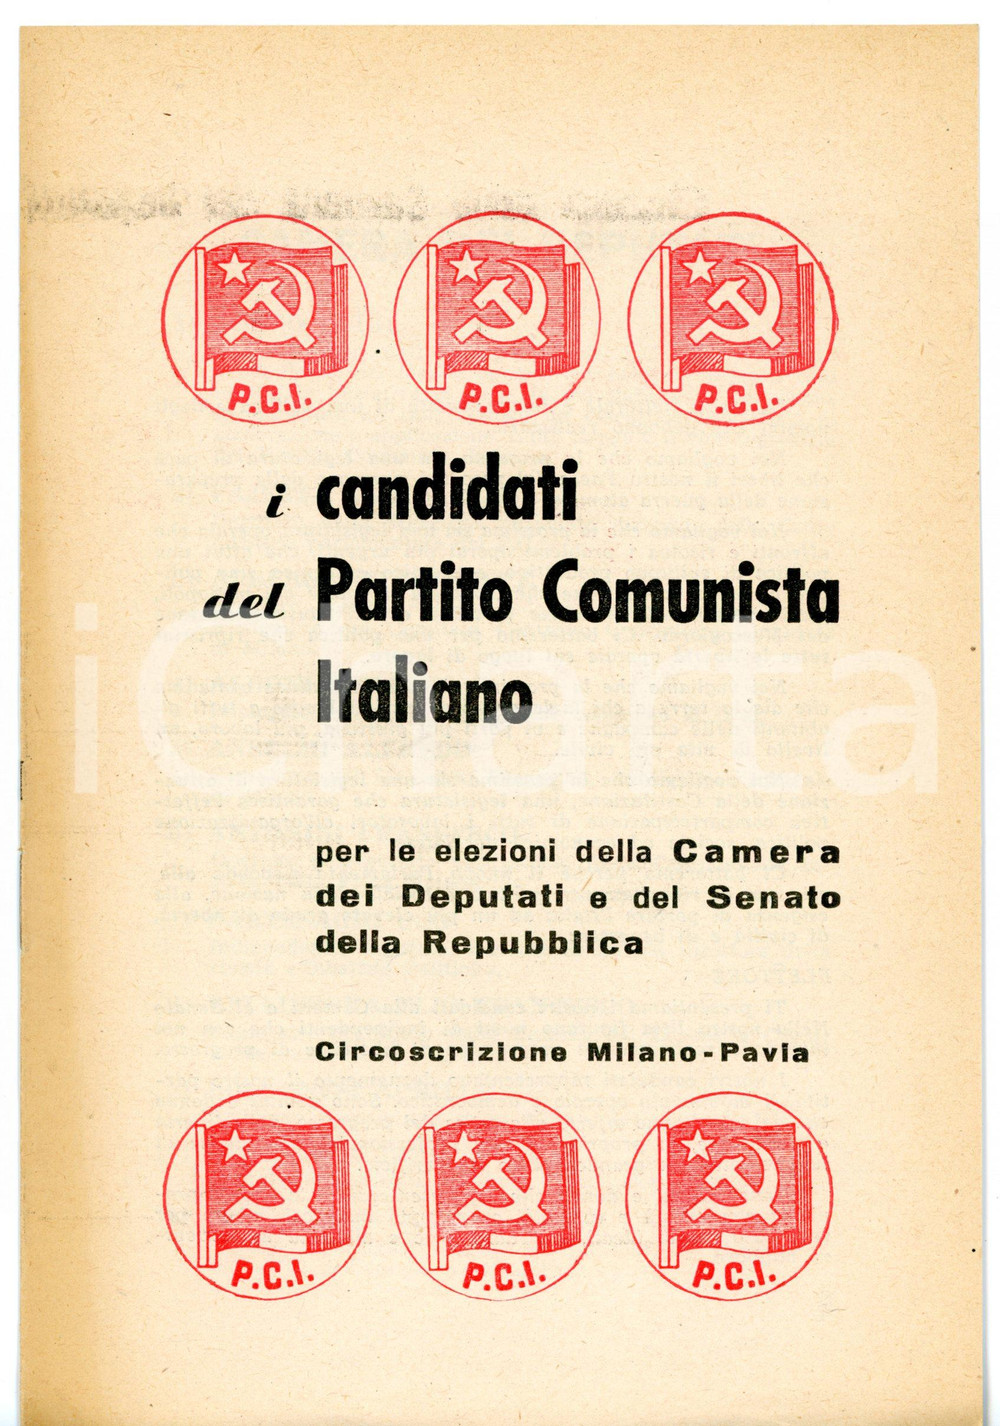 P.C.I. P.C.I. P.C.I.
i candidati
del Partito Comunista
Italiano
iCharta
per le elezioni della Camera
dei Deputati e del Senato
della Repubblica
Circoscrizione Milano-Pavia
P.C.I. P.C.I. P.C.I.